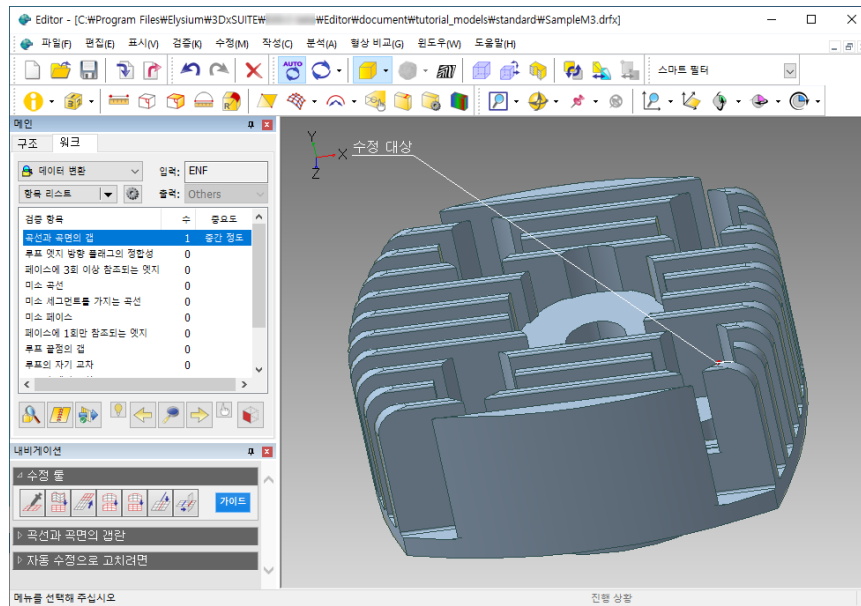 Editor - [C:₩Program Files₩Elysium₩3DxSUITE₩ ₩Editor₩document₩tutorial_models₩standard₩SampleM3.drfx]
파일(F) 편집(E) 표시(V) 검증(K) 수정(M) 작성(C) 분석(A) 형상 비교(G) 윈도우(W) 도움말(H)
AUTO
스마트 필터
메인
구조 워크
데이터 변환 입력: ENF
항목 리스트 출력: Others
검증 항목 수 중요도
곡선과 곡면의 갭 1 중간 정도
루프 엣지 방향 플래그의 정합성 0
페이스에 3회 이상 참조되는 엣지 0
미소 곡선 0
미소 세그먼트를 가지는 곡선 0
미소 페이스 0
페이스에 1회만 참조되는 엣지 0
루프 끝점의 갭 0
루프의 자기 교차 0
내비게이션
수정 툴
가이드
곡선과 곡면의 갭란
자동 수정으로 고치려면
메뉴를 선택해 주십시오
진행 상황
Y
X
Z
수정 대상